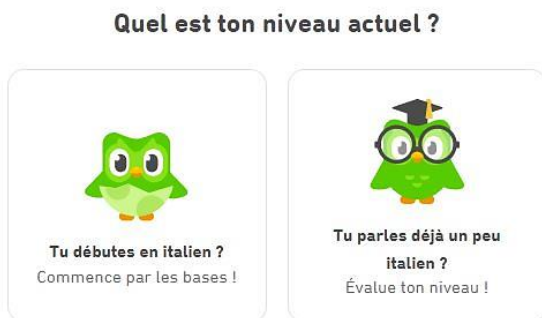 Quel est ton niveau actuel ?
Tu débutes en italien ?
Commence par les bases !
Tu parles déjà un peu
italien ?
Évalue ton niveau !